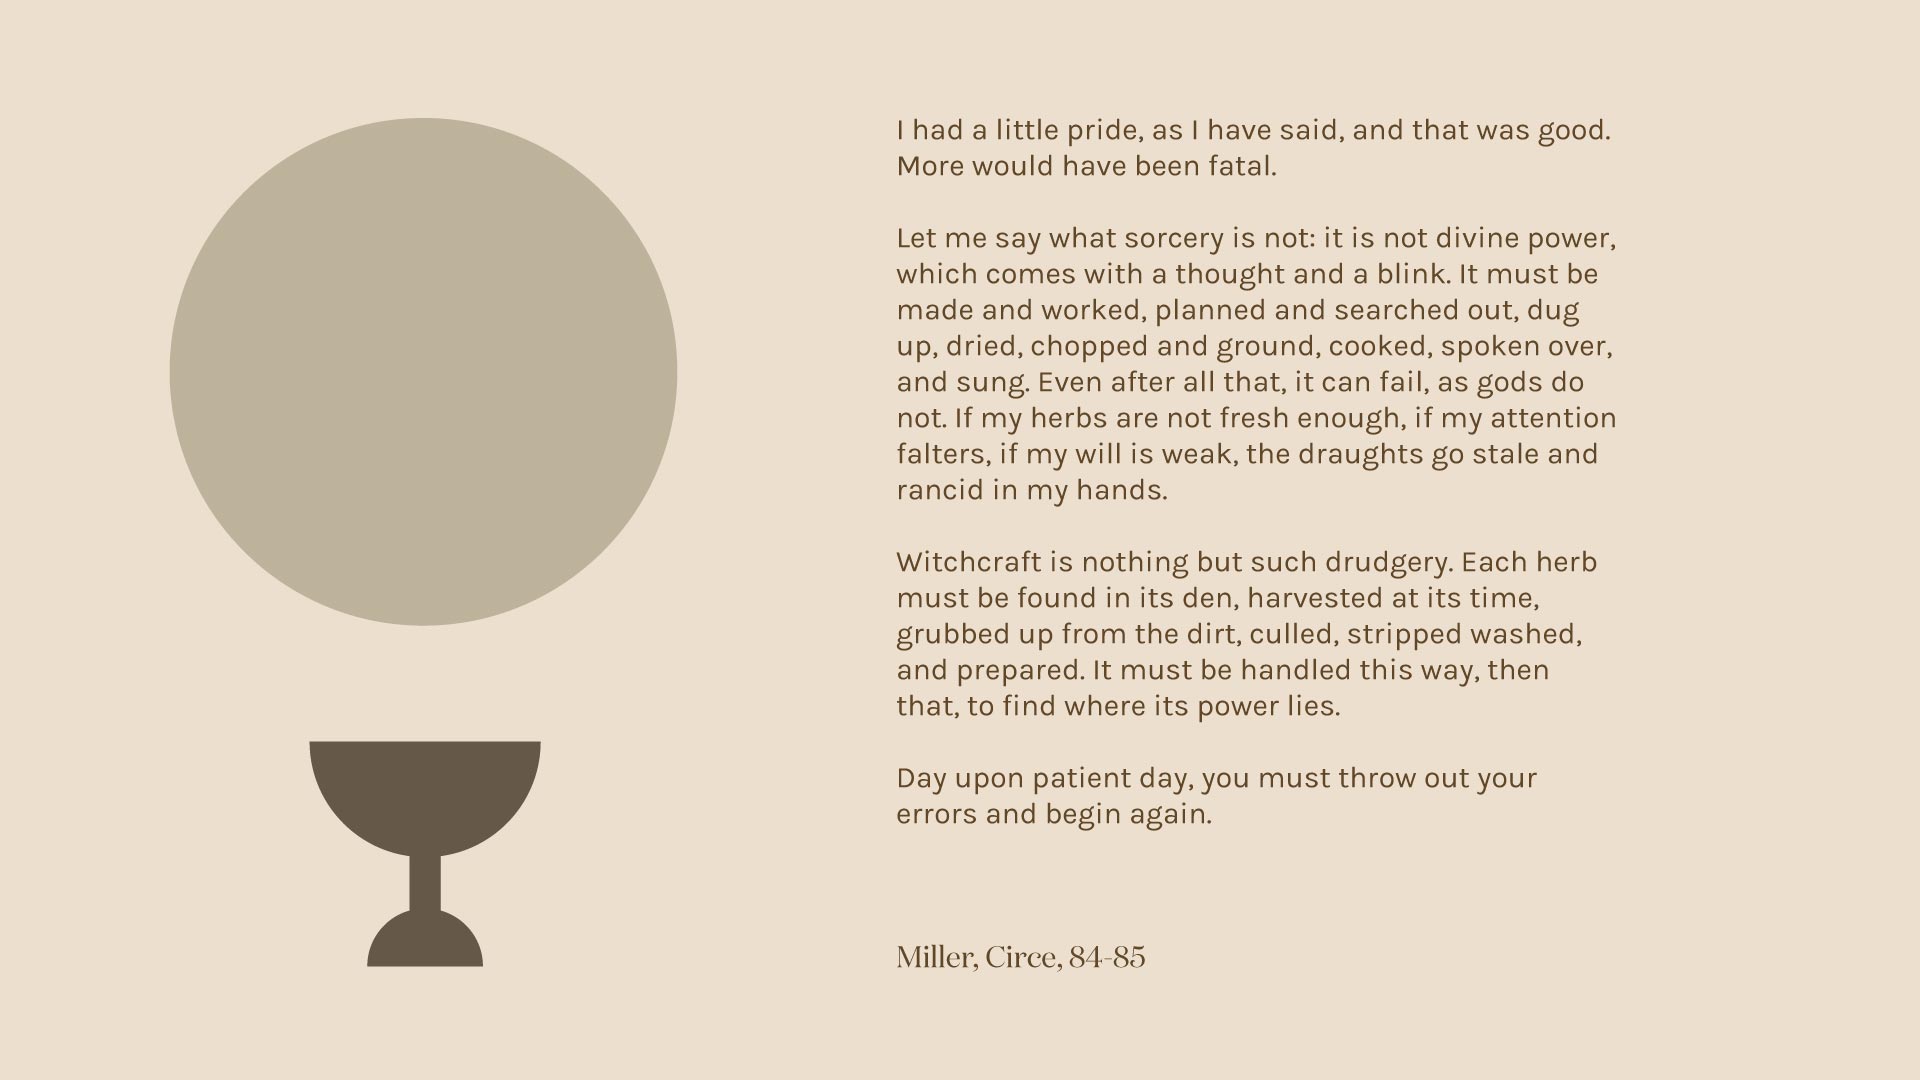 I had a little pride, as I have said, and that was good.
More would have been fatal.
Let me say what sorcery is not: it is not divine power,
which comes with a thought and a blink. It must be
made and worked, planned and searched out, dug
up, dried, chopped and ground, cooked, spoken over,
and sung. Even after all that, it can fail, as gods do
not. If my herbs are not fresh enough, if my attention
falters, if my will is weak, the draughts go stale and
rancid in my hands.
Witchcraft is nothing but such drudgery. Each herb
must be found in its den, harvested at its time,
grubbed up from the dirt, culled, stripped washed,
and prepared. It must be handled this way, then
that, to find where its power lies.
Day upon patient day, you must throw out your
errors and begin again.
Miller, Circe, 84-85